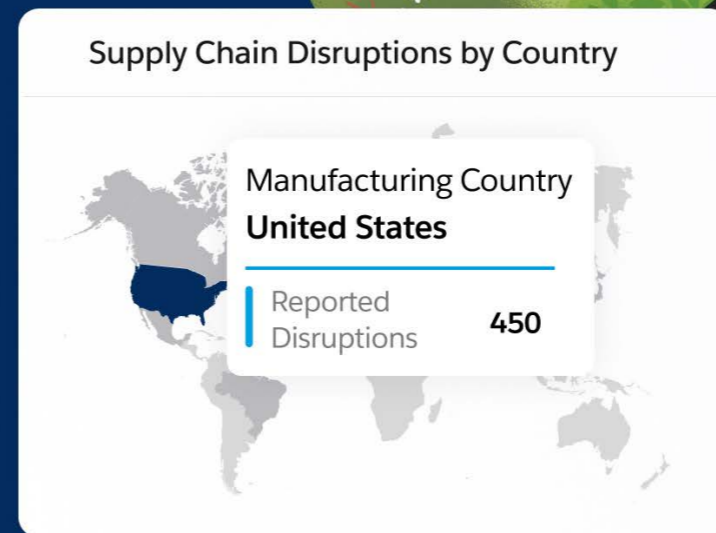 Supply Chain Disruptions by Country
Manufacturing Country
United States
Reported
Disruptions
450